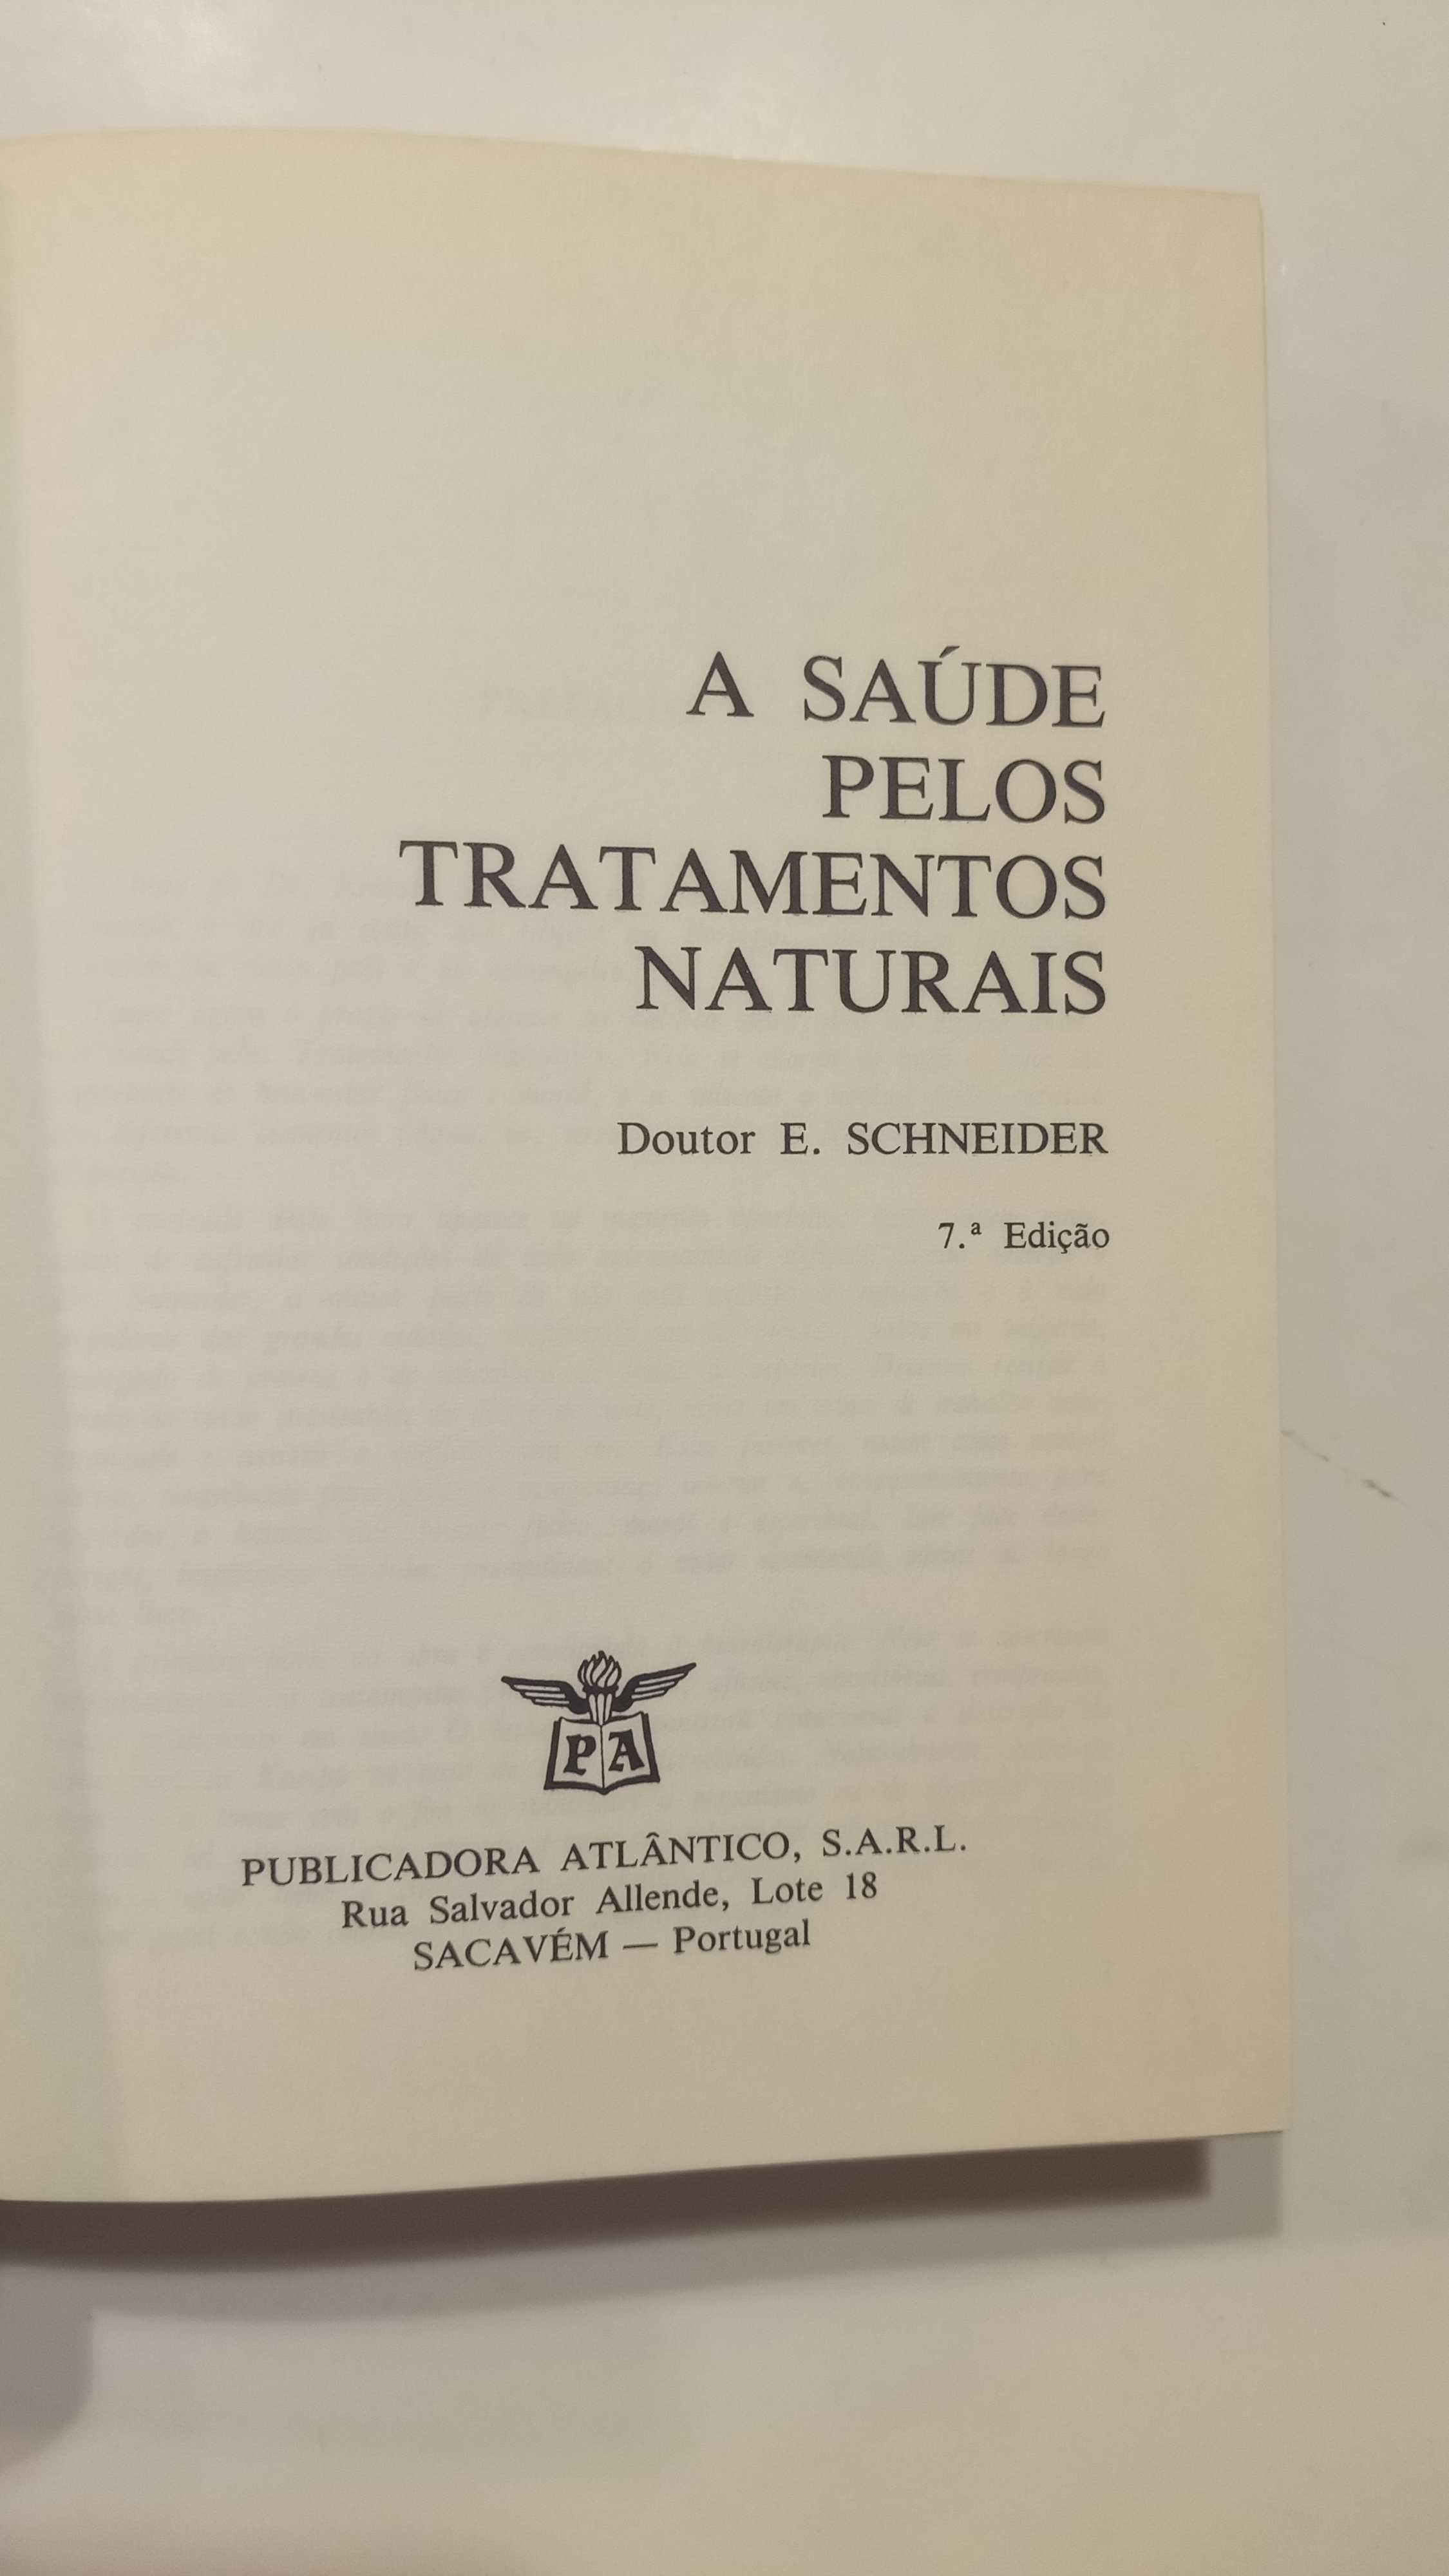 A SAÚDE
PELOS
TRATAMENTOS
NATURAIS
Doutor E. SCHNEIDER
7.ª Edição
PA
PUBLICADORA ATLÂNTICO, S.A.R.L.
Rua Salvador Allende, Lote 18
SACAVÉM — Portugal